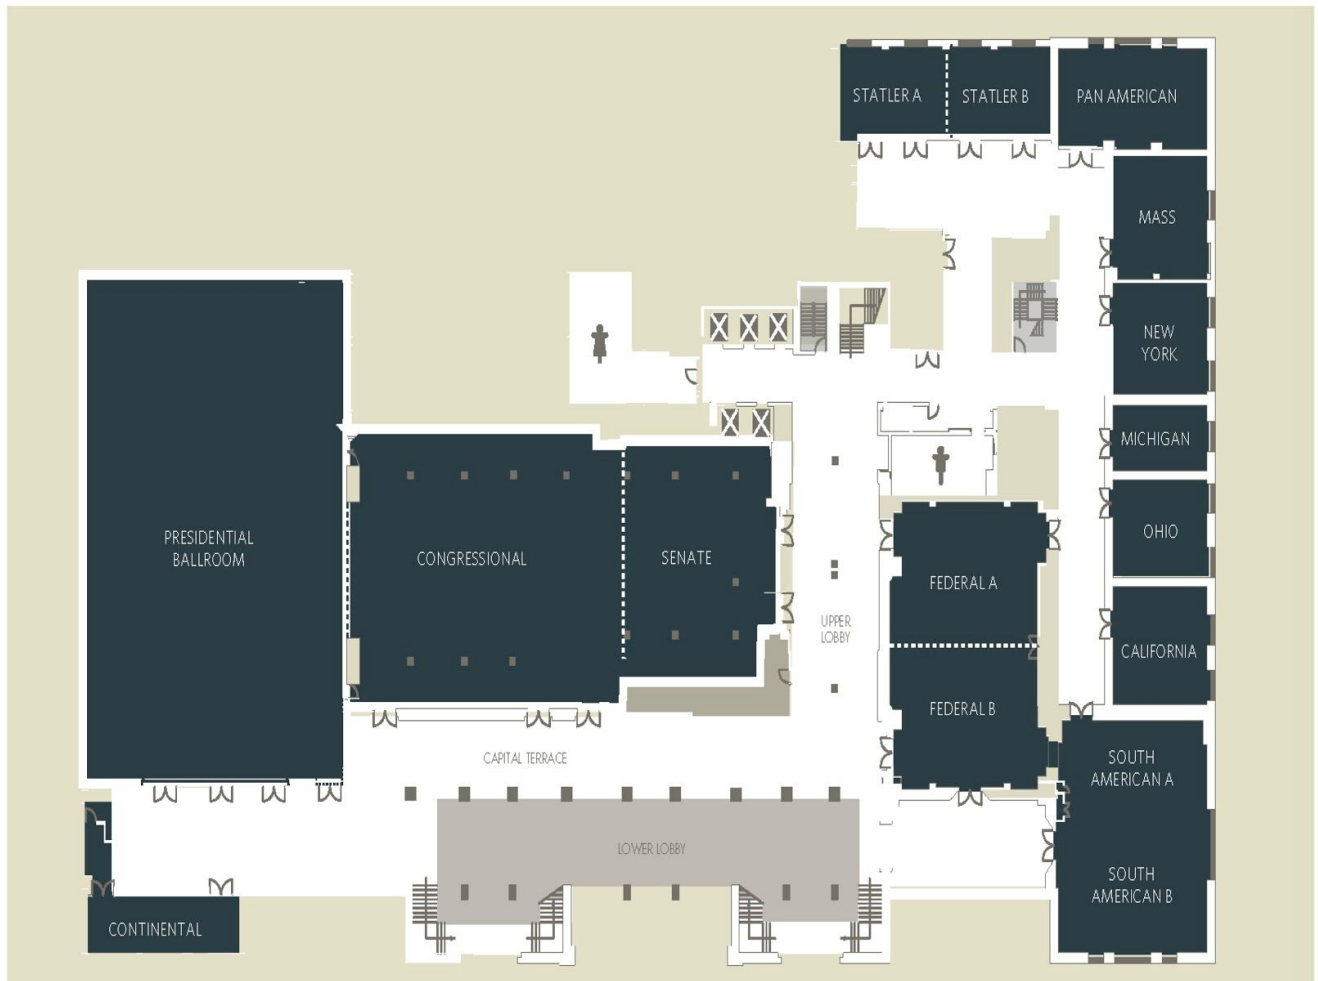 STATLER A
STATLER B
PAN AMERICAN
MASS
NEW
YORK
MICHIGAN
OHIO
PRESIDENTIAL
BALLROOM
CONGRESSIONAL
SENATE
FEDERAL A
UPPER
LOBBY
CALIFORNIA
FEDERAL B
CAPITAL TERRACE
SOUTH
AMERICAN A
LOWER LOBBY
SOUTH
AMERICAN B
CONTINENTAL